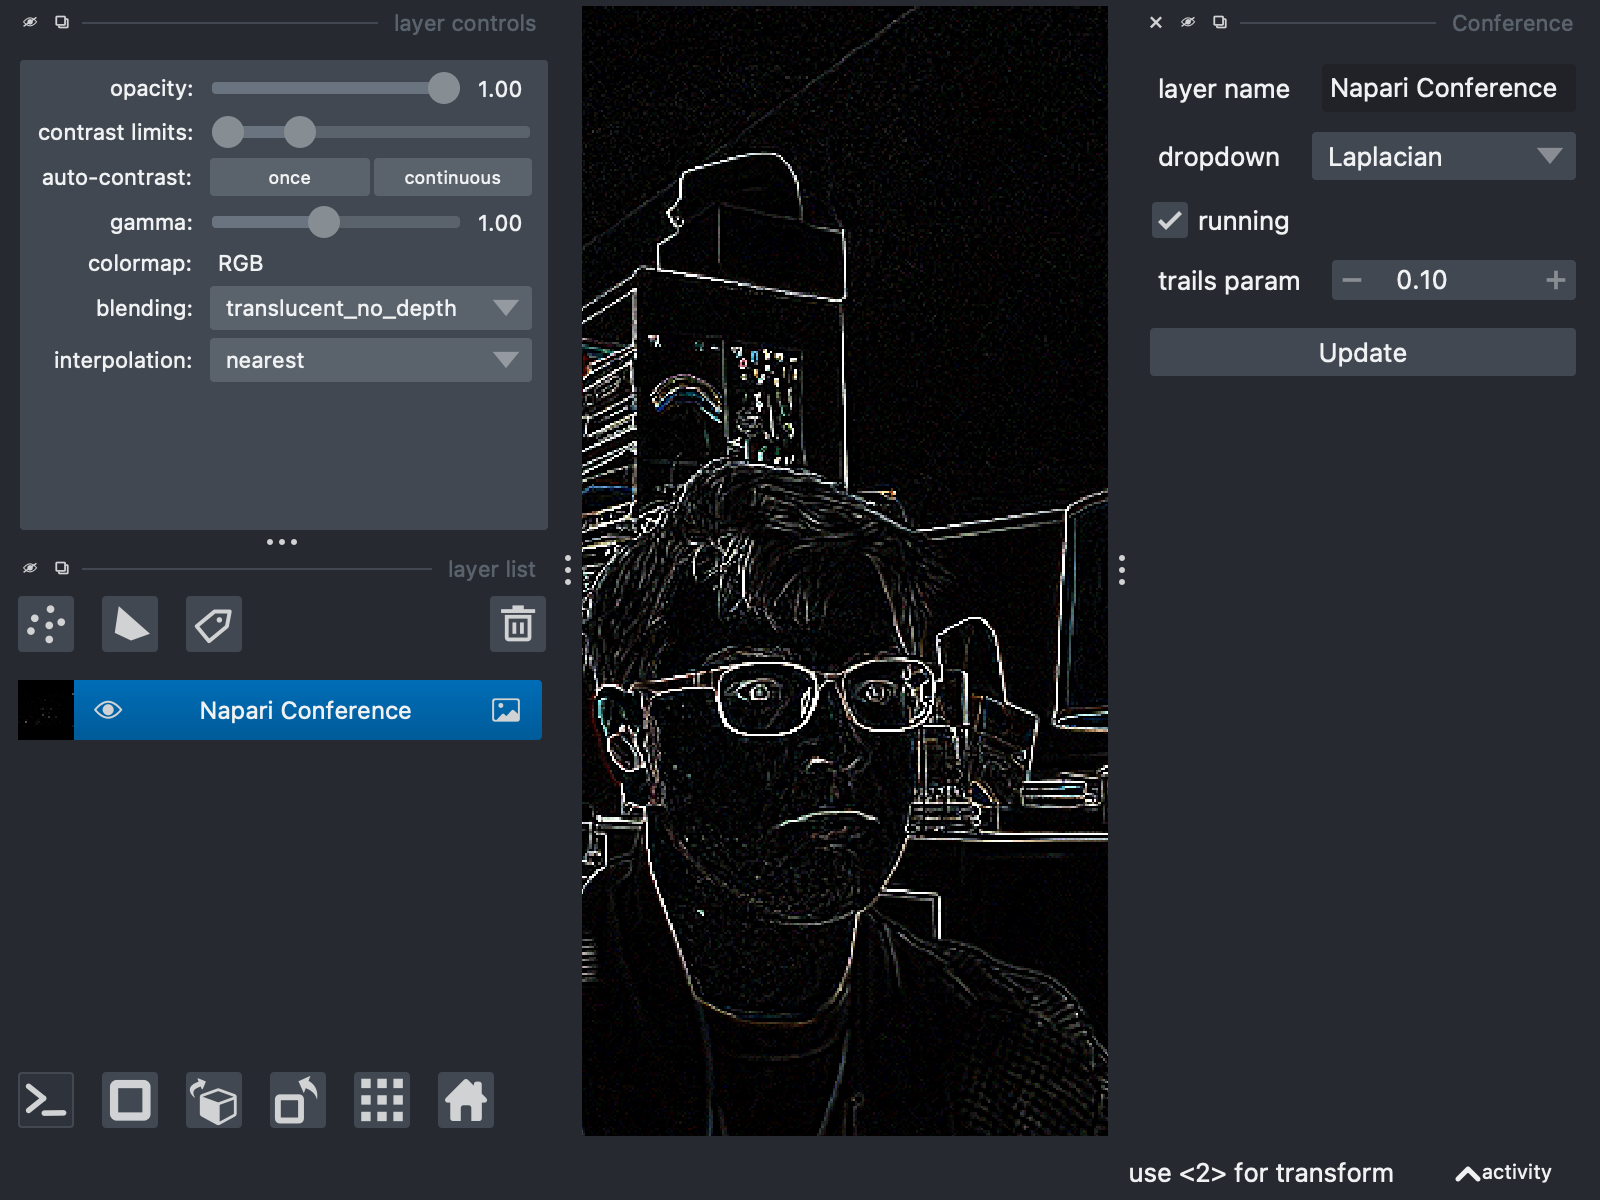 layer controls
opacity: 1.00
contrast limits:
auto-contrast: once continuous
gamma: 1.00
colormap: RGB
blending: translucent_no_depth
interpolation: nearest
layer list
Napari Conference
Conference
layer name Napari Conference
dropdown Laplacian
running
trails param 0.10
Update
use <2> for transform
activity